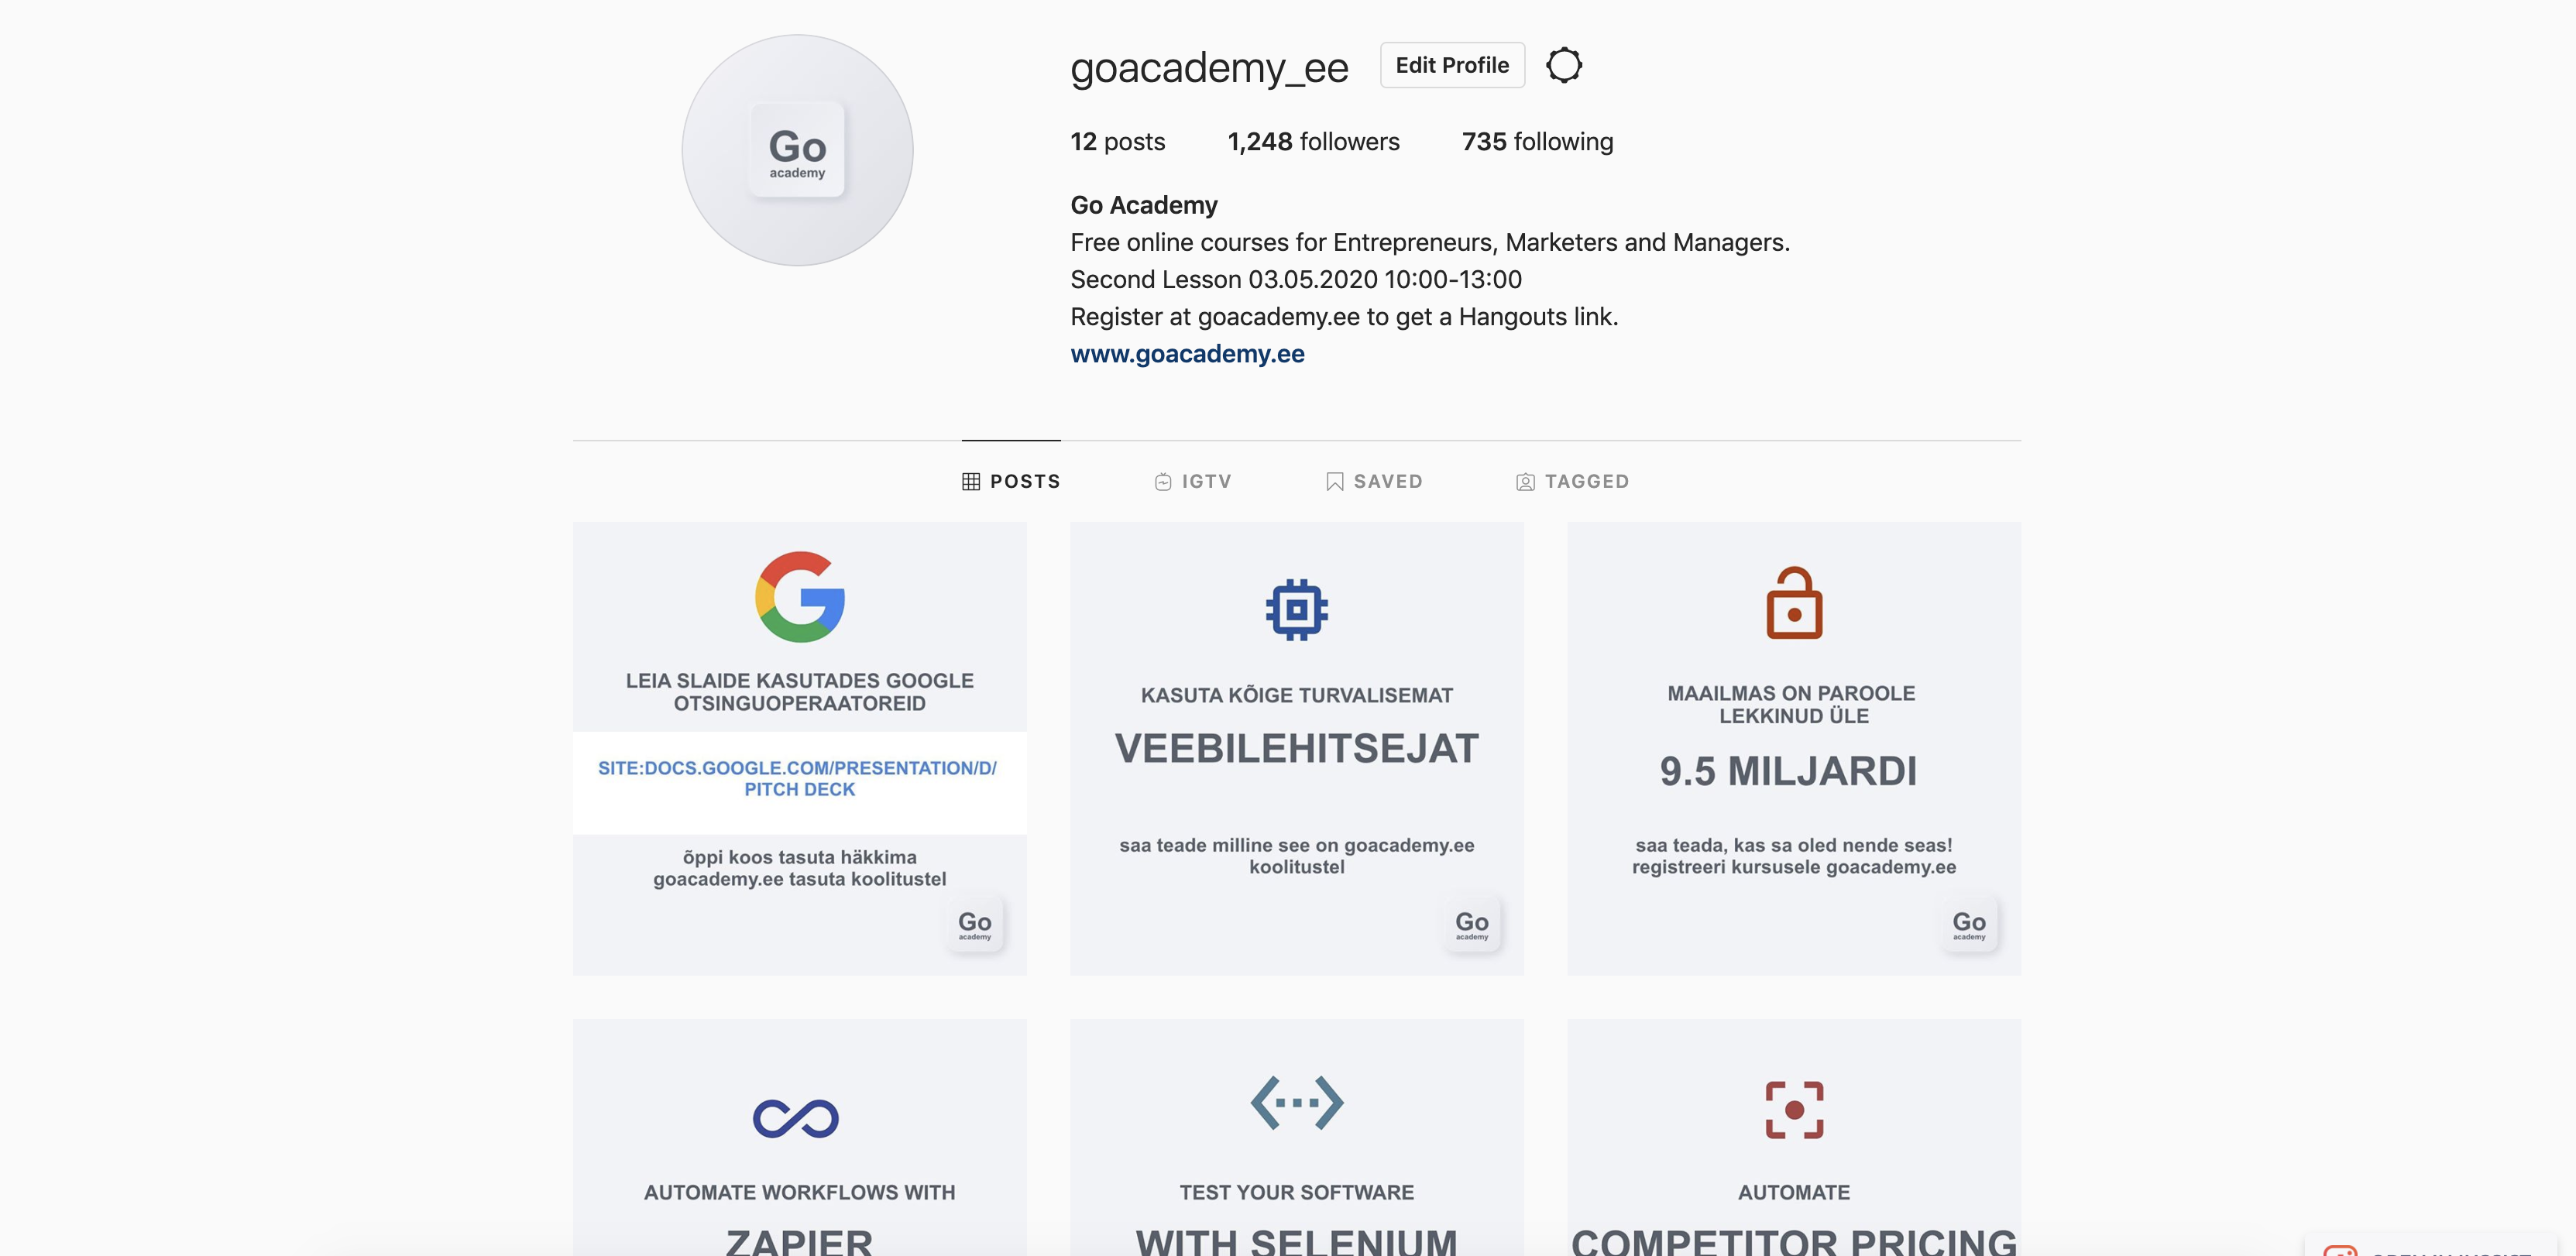 Go
academy
goacademy_ee
Edit Profile
12 posts 1,248 followers 735 following
Go Academy
Free online courses for Entrepreneurs, Marketers and Managers.
Second Lesson 03.05.2020 10:00-13:00
Register at goacademy.ee to get a Hangouts link.
www.goacademy.ee
POSTS IGTV SAVED TAGGED
LEIA SLAIDE KASUTADES GOOGLE
OTSINGUOPERAATOREID
SITE:DOCS.GOOGLE.COM/PRESENTATION/D/
PITCH DECK
õppi koos tasuta häkkima
goacademy.ee tasuta koolitustel
Go
academy
KASUTA KÕIGE TURVALISEMAT
VEEBILEHITSEJAT
saa teade milline see on goacademy.ee
koolitustel
Go
academy
MAAILMAS ON PAROOLE
LEKKINUD ÜLE
9.5 MILJARDI
saa teada, kas sa oled nende seas!
registreeri kursusele goacademy.ee
Go
academy
AUTOMATE WORKFLOWS WITH
ZAPIER
TEST YOUR SOFTWARE
WITH SELENIUM
AUTOMATE
COMPETITOR PRICING